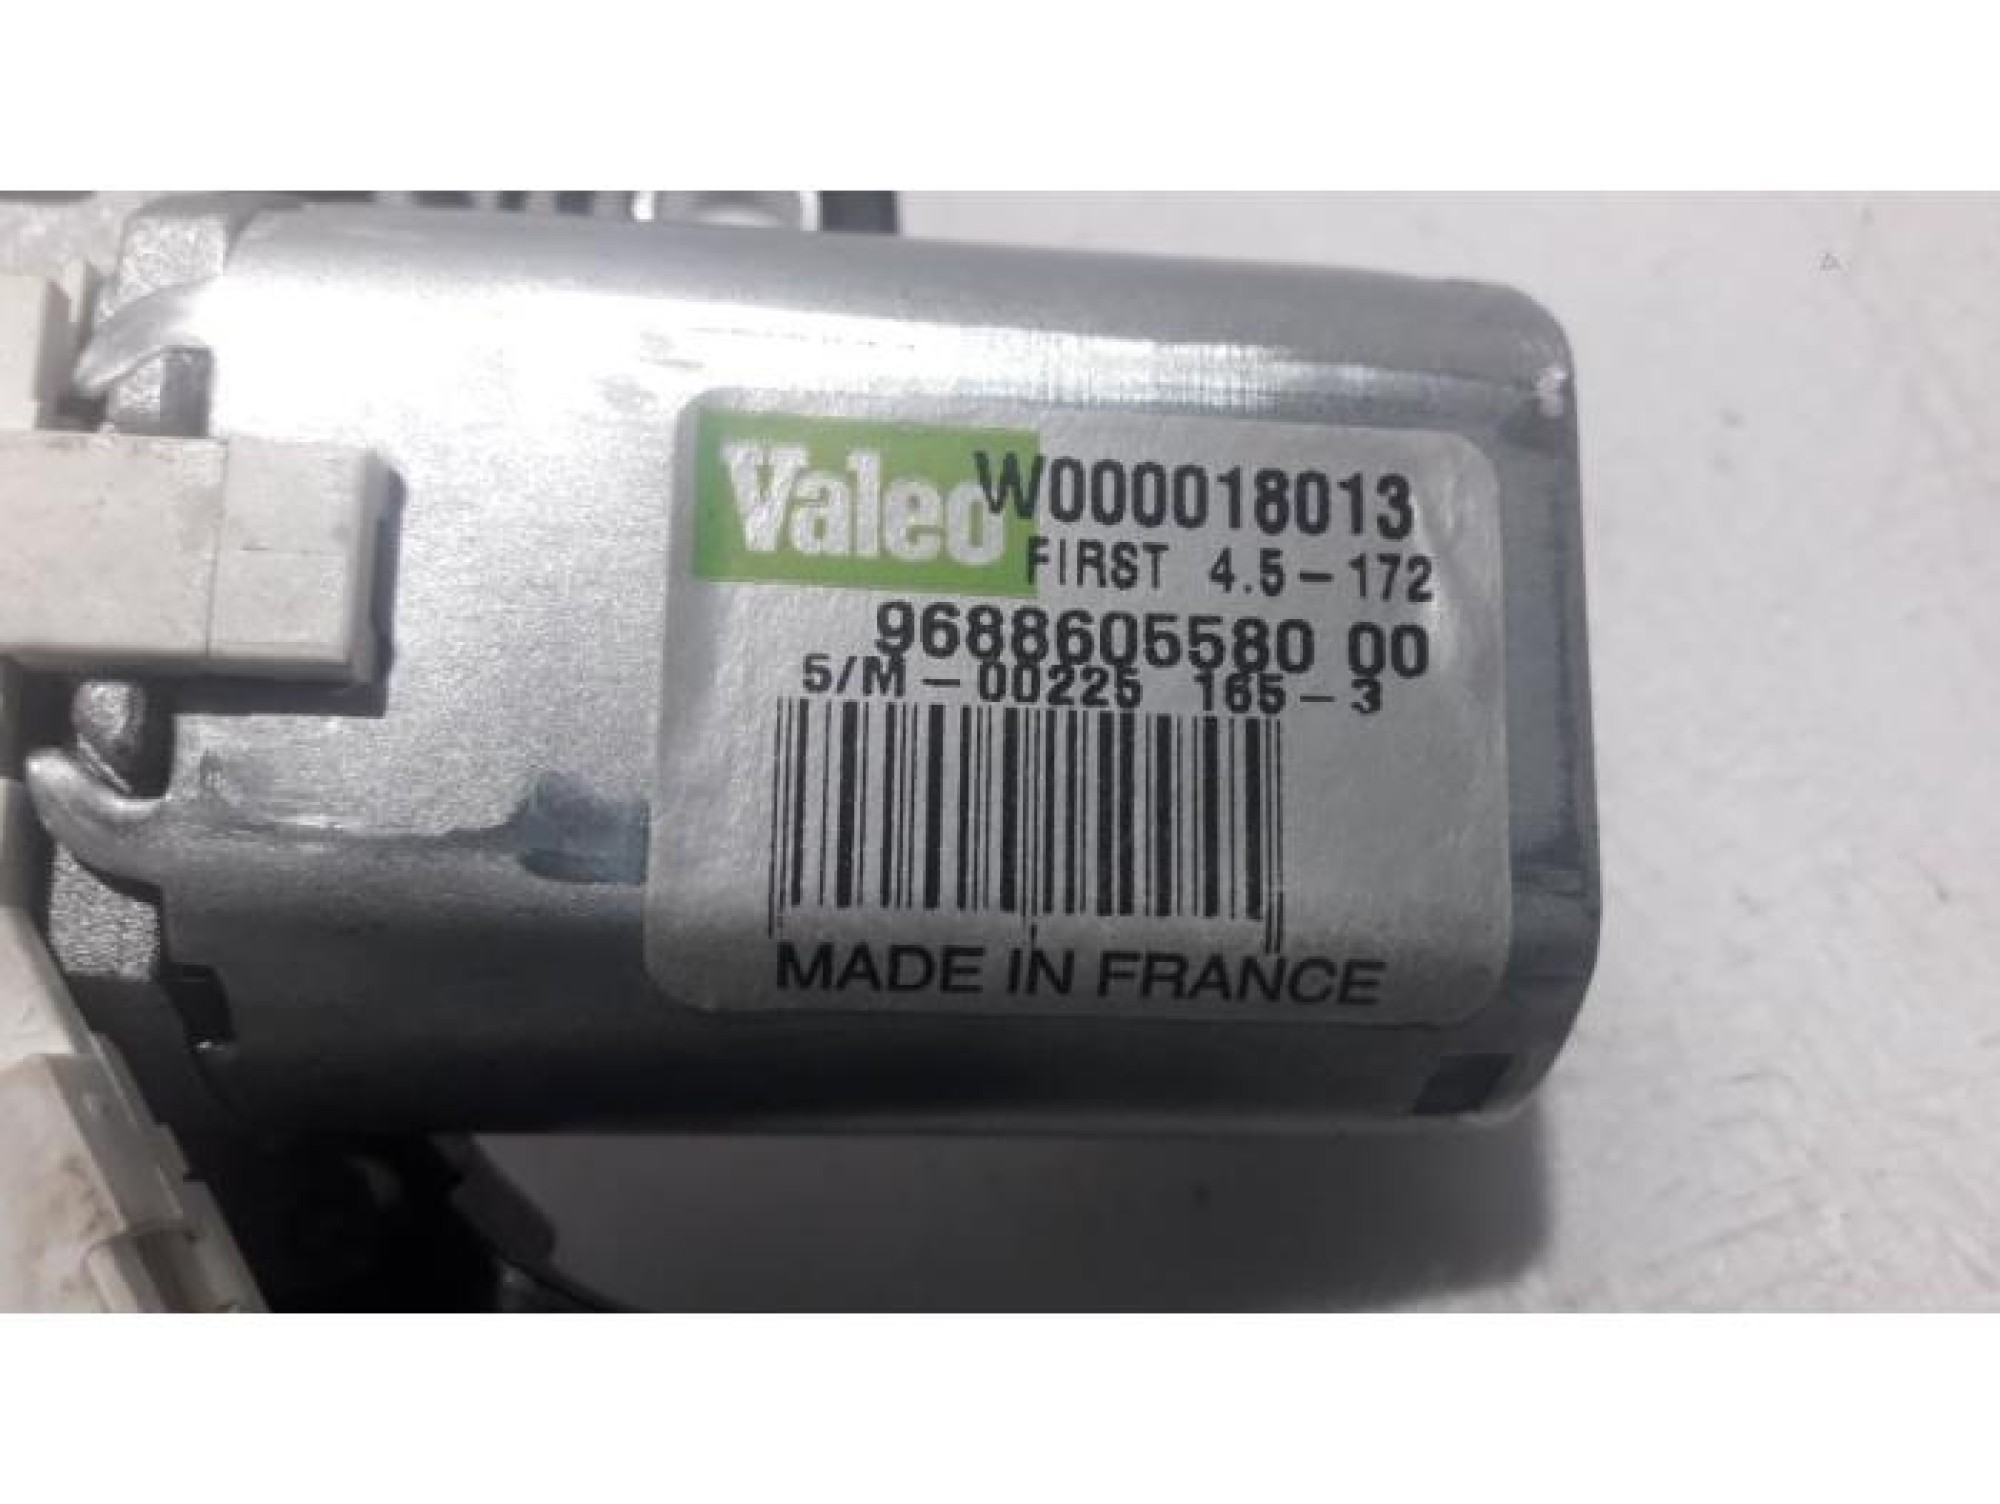 Valeo W000018013
FIRST 4.5-172
9688605580 00
5/M-00225 165-3
MADE IN FRANCE